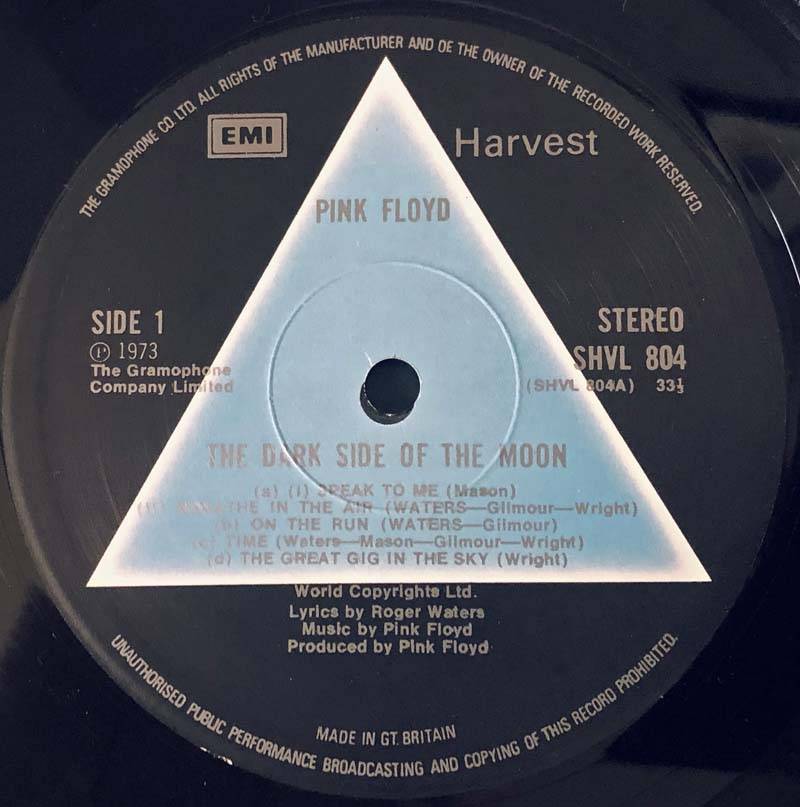 THE GRAMOPHONE CO. LTD. ALL RIGHTS OF THE MANUFACTURER AND OF THE OWNER OF THE RECORDED WORK RESERVED.
EMI
Harvest
PINK FLOYD
SIDE 1
Ⓟ 1973
The Gramophone
Company Limited
STEREO
SHVL 804
(SHVL 804A) 33⅓
THE DARK SIDE OF THE MOON
(a) (i) SPEAK TO ME (Mason)
(ii) BREATHE IN THE AIR (WATERS—Gilmour—Wright)
(b) ON THE RUN (WATERS—Gilmour)
(c) TIME (Waters—Mason—Gilmour—Wright)
(d) THE GREAT GIG IN THE SKY (Wright)
World Copyrights Ltd.
Lyrics by Roger Waters
Music by Pink Floyd
Produced by Pink Floyd
MADE IN GT. BRITAIN
UNAUTHORISED PUBLIC PERFORMANCE BROADCASTING AND COPYING OF THIS RECORD PROHIBITED.